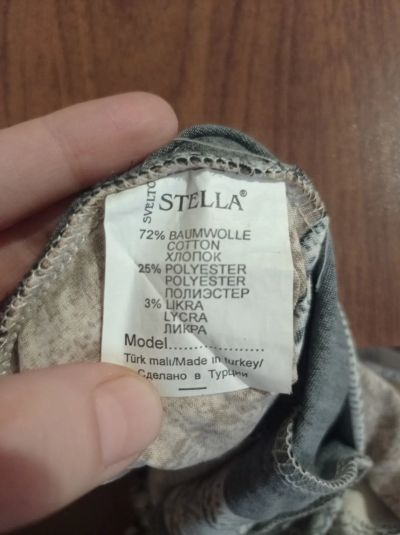 SVELTO
STELLA®
72% BAUMWOLLE
COTTON
ХЛОПОК
25% POLYESTER
POLYESTER
ПОЛИЭСТЕР
3% LIKRA
LYCRA
ЛИКРА
Model......................
Türk malı/Made in turkey/
Сделано в Турции